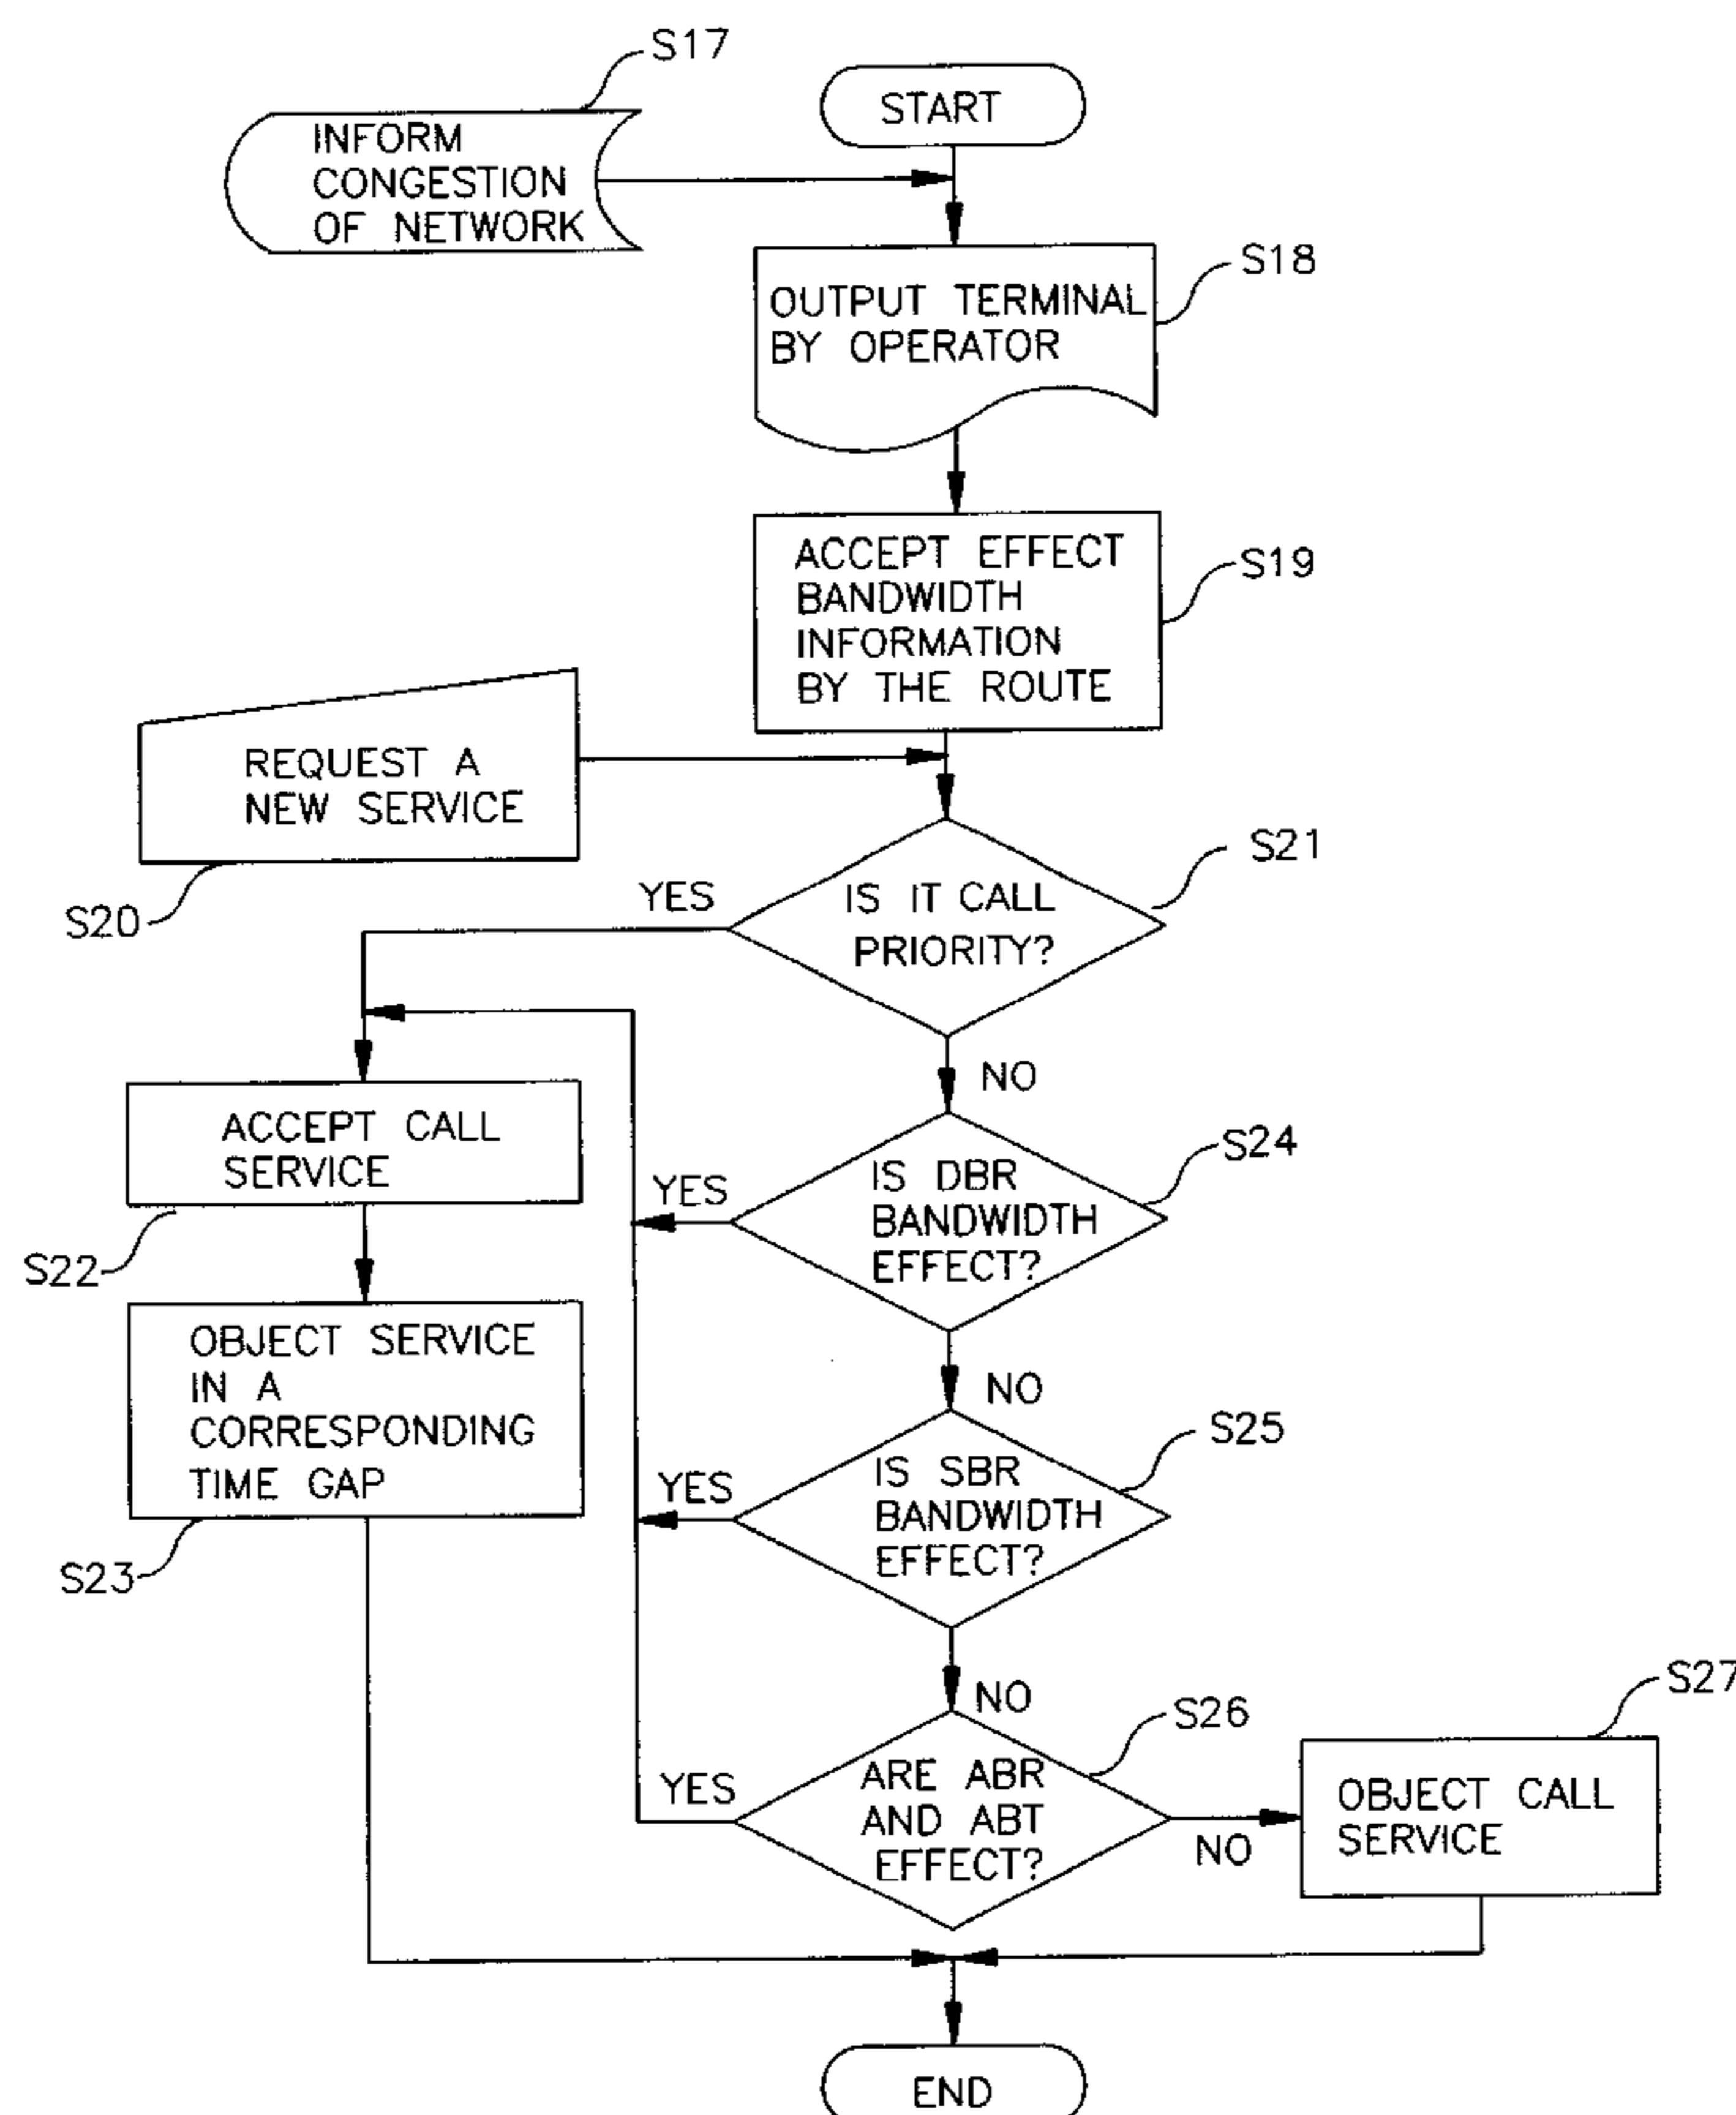 S17
START
INFORM
CONGESTION
OF NETWORK
S18
OUTPUT TERMINAL
BY OPERATOR
S19
ACCEPT EFFECT
BANDWIDTH
INFORMATION
BY THE ROUTE
REQUEST A
NEW SERVICE
S20
S21
YES
IS IT CALL
PRIORITY?
NO
ACCEPT CALL
SERVICE
S22
S24
YES
IS DBR
BANDWIDTH
EFFECT?
NO
OBJECT SERVICE
IN A
CORRESPONDING
TIME GAP
S23
S25
YES
IS SBR
BANDWIDTH
EFFECT?
NO
S26
YES
ARE ABR
AND ABT
EFFECT?
NO
S27
OBJECT CALL
SERVICE
END